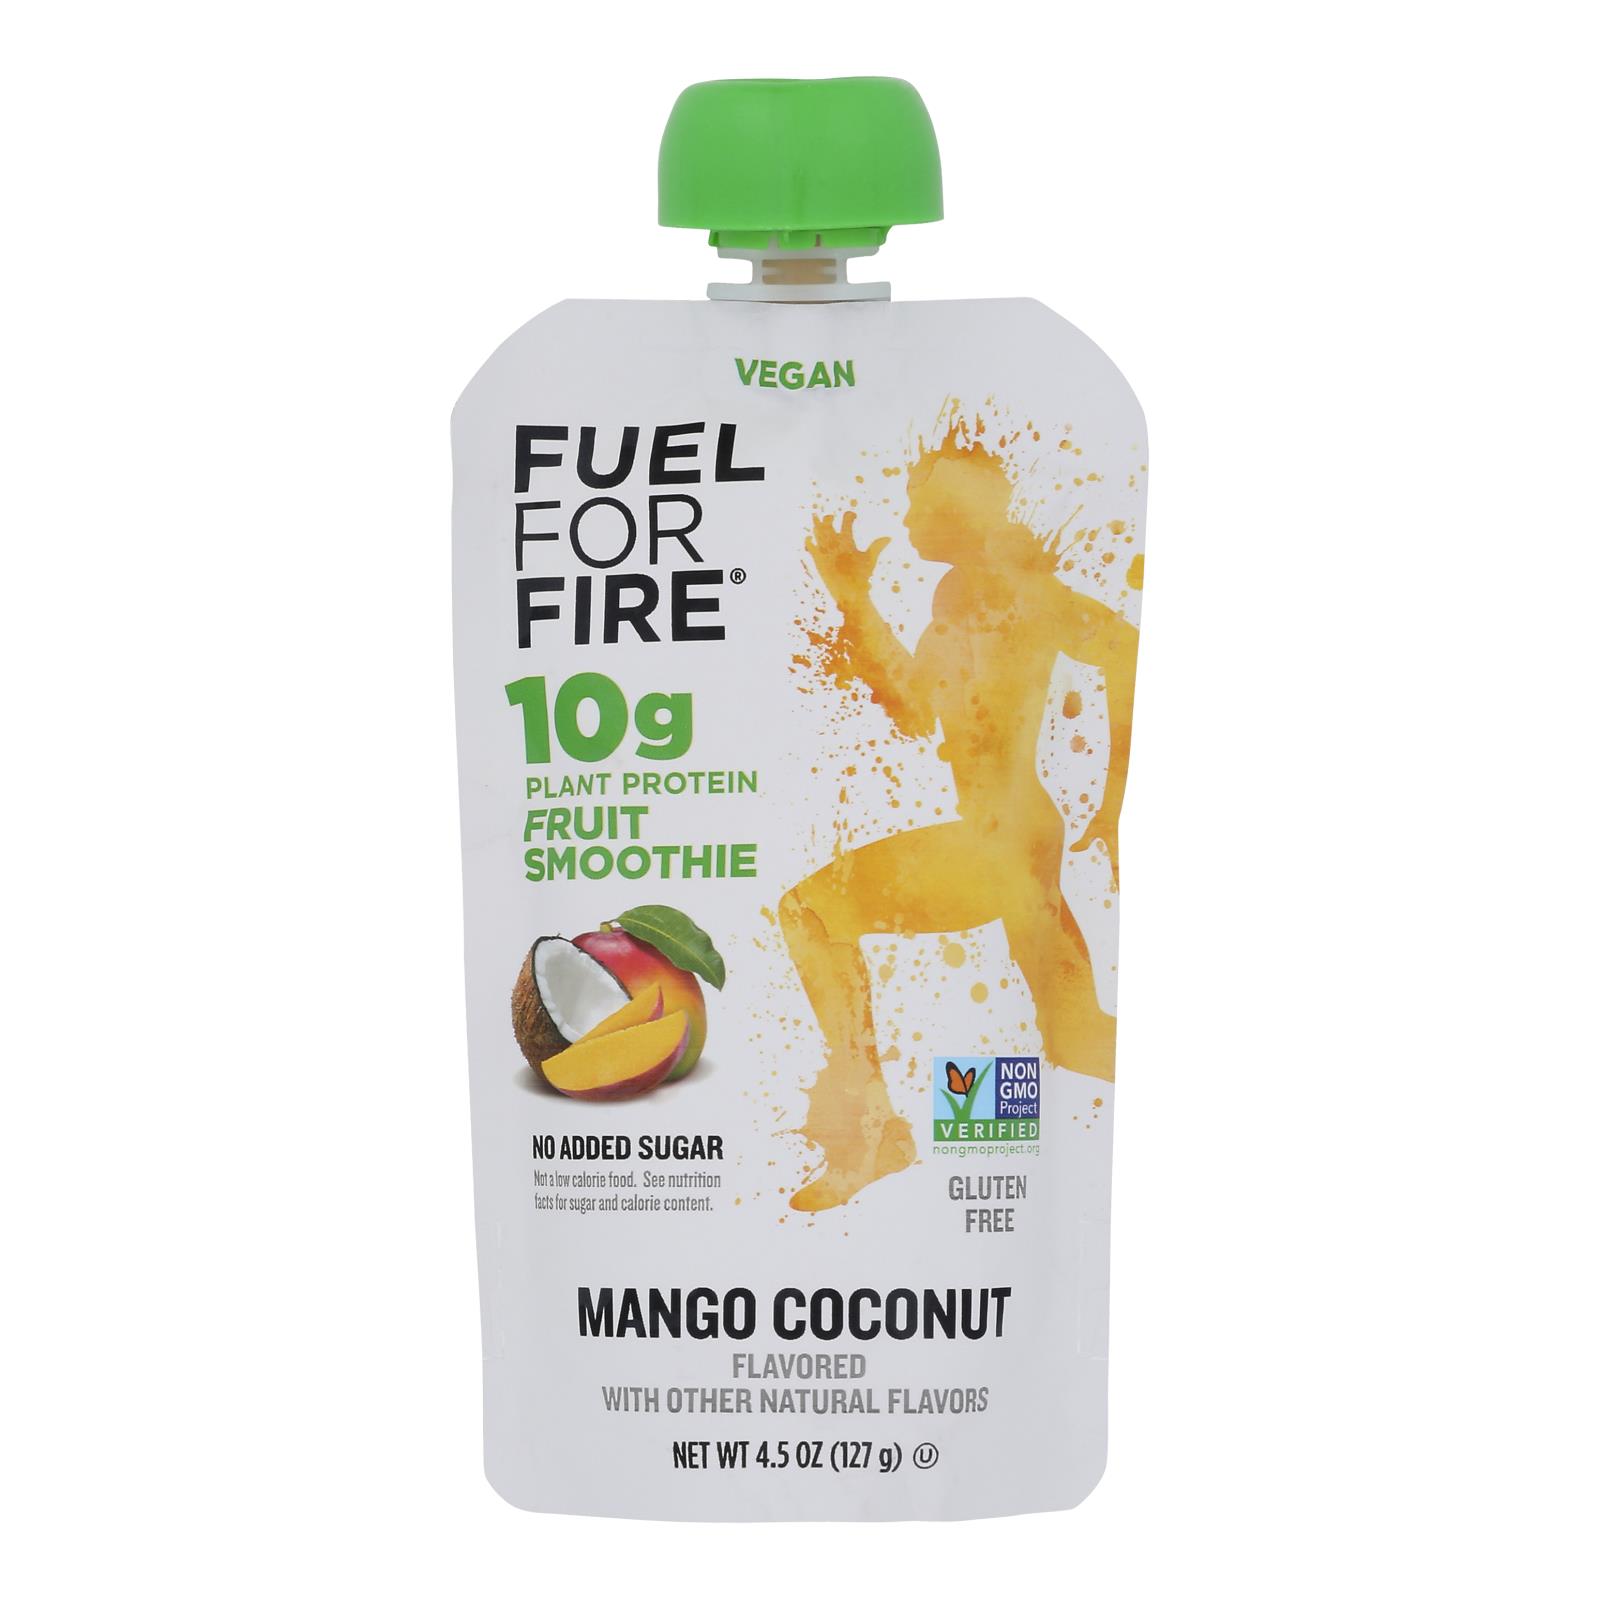 VEGAN
FUEL
FOR
FIRE®
10g
PLANT PROTEIN
FRUIT
SMOOTHIE
NO ADDED SUGAR
Not a low calorie food. See nutrition
facts for sugar and calorie content.
NON
GMO
Project
VERIFIED
nongmoproject.org
GLUTEN
FREE
MANGO COCONUT
FLAVORED
WITH OTHER NATURAL FLAVORS
NET WT 4.5 OZ (127 g) Ⓤ